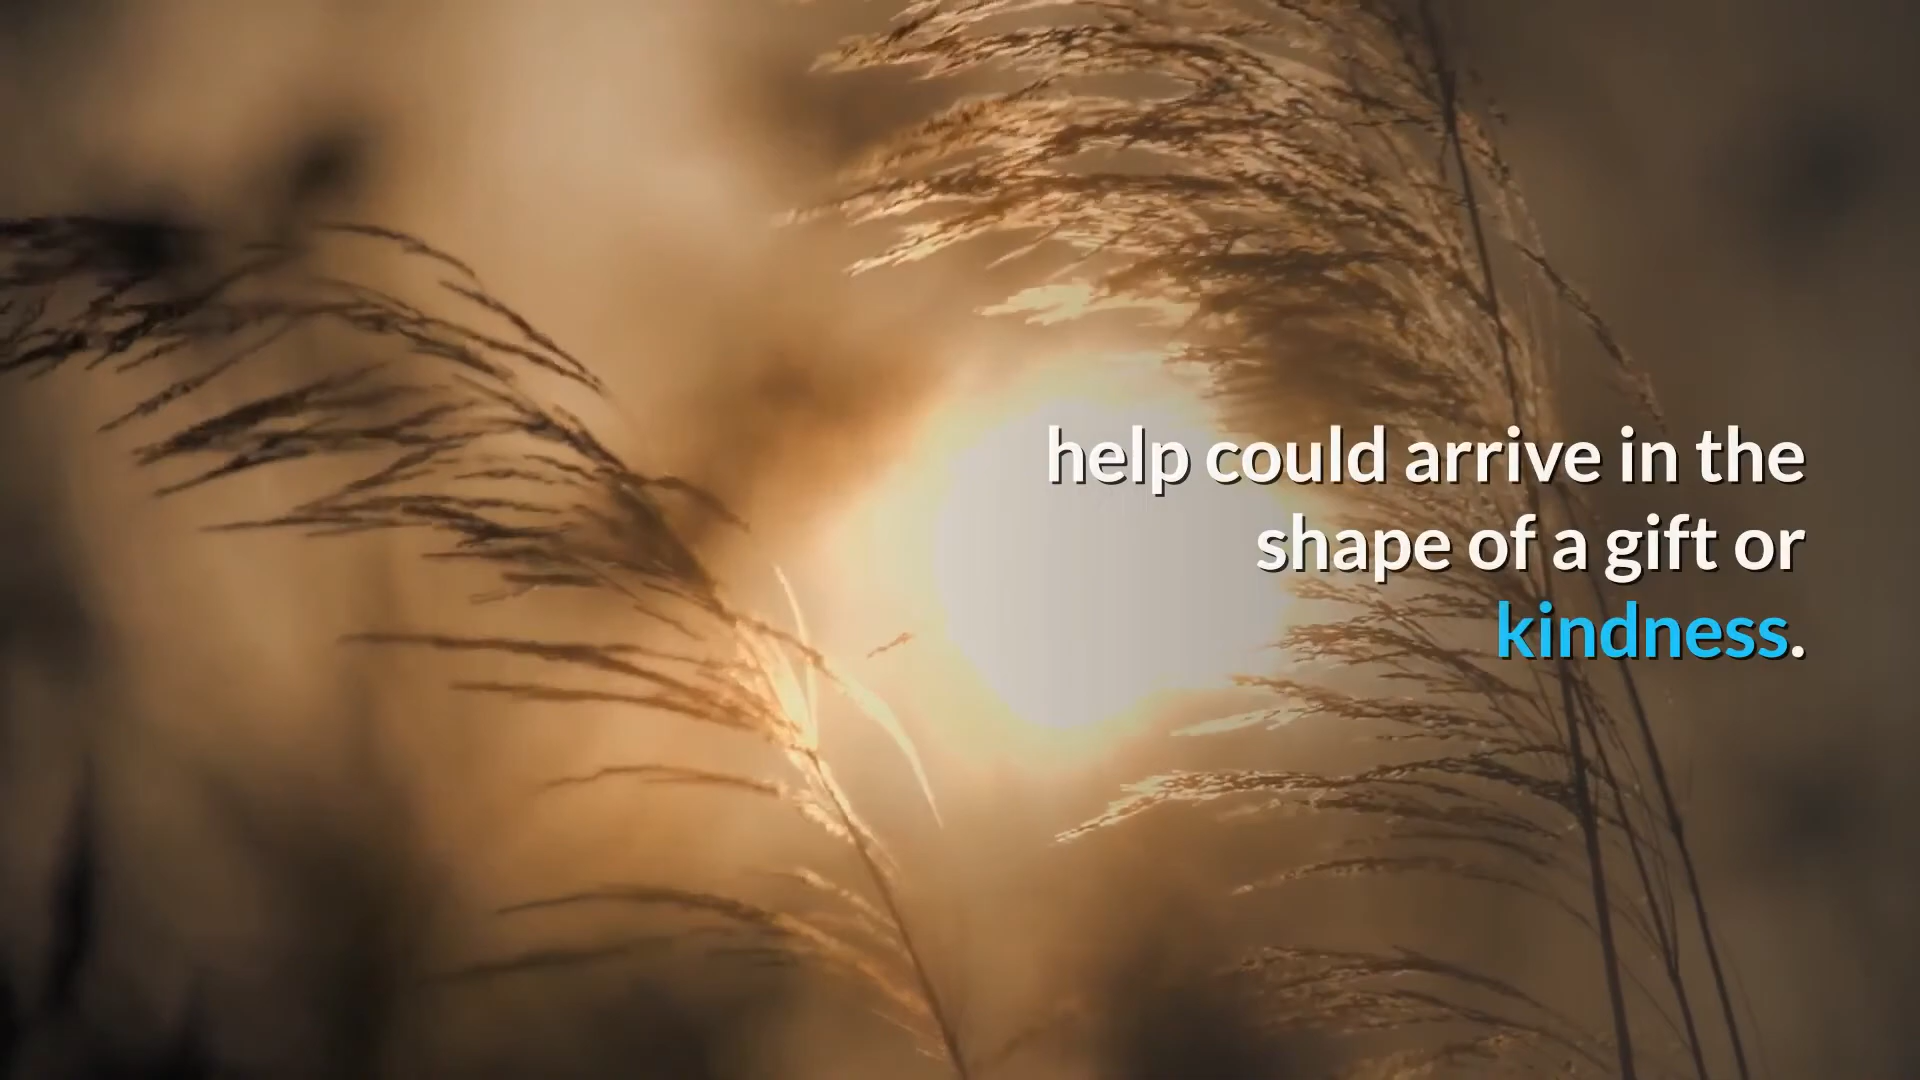 help could arrive in the
shape of a gift or
kindness.